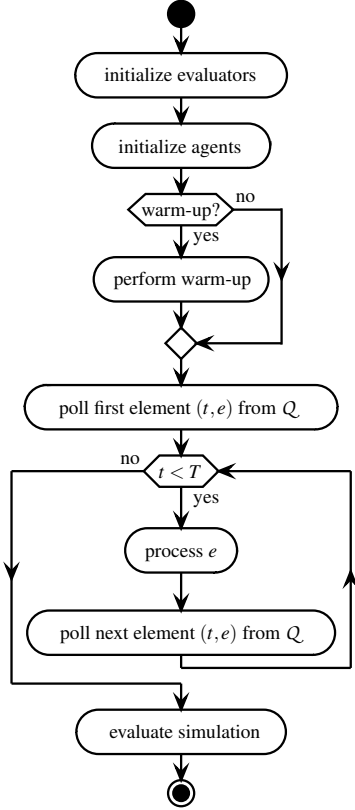 initialize evaluators
initialize agents
warm-up?
no
yes
perform warm-up
poll first element (t,e) from Q
no
t < T
yes
process e
poll next element (t,e) from Q
evaluate simulation